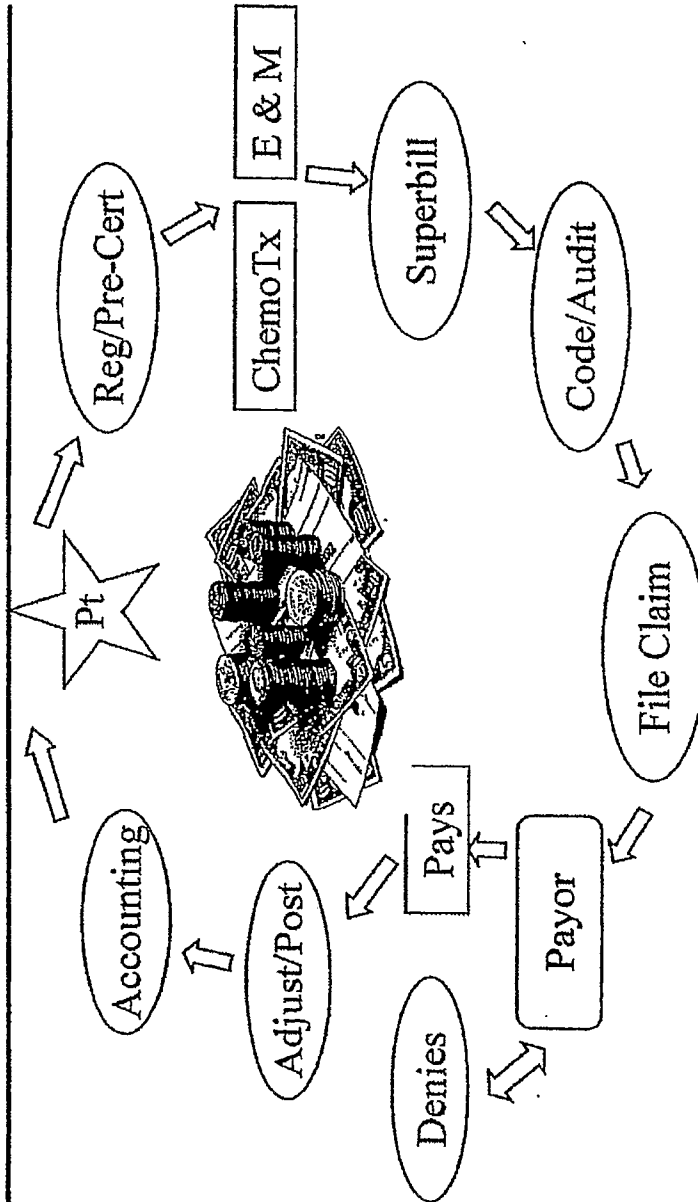 Pt
Reg/Pre-Cert
ChemoTx
E & M
Superbill
Code/Audit
File Claim
Payor
Denies
Pays
Adjust/Post
Accounting